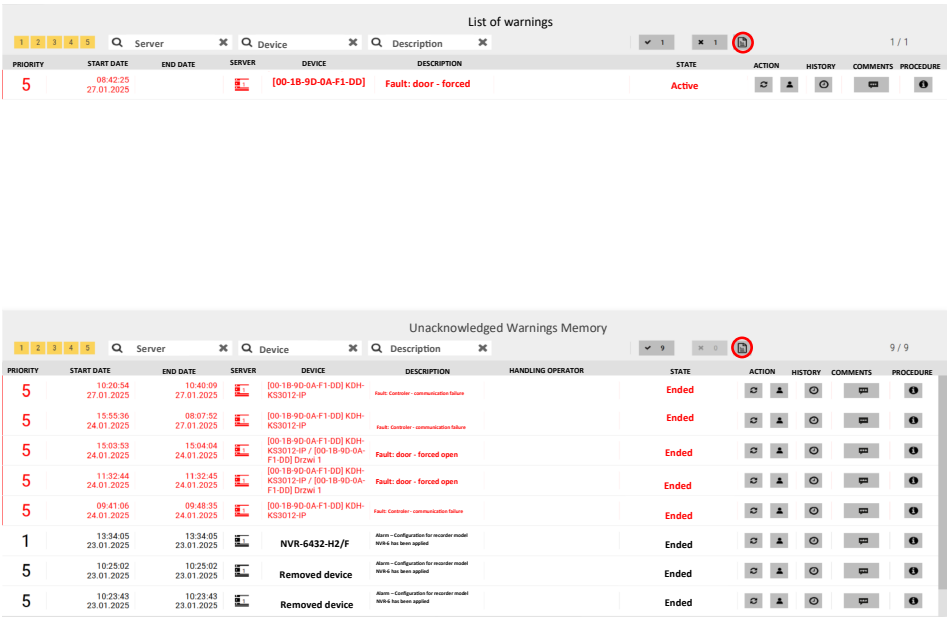 List of warnings
1 2 3 4 5 Server Device Description 1 1 1 / 1
PRIORITY START DATE END DATE SERVER DEVICE DESCRIPTION STATE ACTION HISTORY COMMENTS PROCEDURE
5 08:42:25 1 [00-1B-9D-0A-F1-DD] Fault: door - forced Active
27.01.2025
Unacknowledged Warnings Memory
1 2 3 4 5 Server Device Description 9 0 9 / 9
PRIORITY START DATE END DATE SERVER DEVICE DESCRIPTION HANDLING OPERATOR STATE ACTION HISTORY COMMENTS PROCEDURE
5 10:20:54 10:40:09 1 [00-1B-9D-0A-F1-DD] KDH- Fault: Controler - communication failure Ended
27.01.2025 27.01.2025 KS3012-IP
5 15:55:36 08:07:52 1 [00-1B-9D-0A-F1-DD] KDH- Fault: Controler - communication failure Ended
24.01.2025 27.01.2025 KS3012-IP
5 15:03:53 15:04:04 1 [00-1B-9D-0A-F1-DD] KDH- Fault: door - forced open Ended
24.01.2025 24.01.2025 KS3012-IP / [00-1B-9D-0A-
F1-DD] Drzwi 1
5 11:32:44 11:32:45 1 [00-1B-9D-0A-F1-DD] KDH- Fault: door - forced open Ended
24.01.2025 24.01.2025 KS3012-IP / [00-1B-9D-0A-
F1-DD] Drzwi 1
5 09:41:06 09:48:35 1 [00-1B-9D-0A-F1-DD] KDH- Fault: Controler - communication failure Ended
24.01.2025 24.01.2025 KS3012-IP
1 13:34:05 13:34:05 1 NVR-6432-H2/F Alarm – Configuration for recorder model Ended
23.01.2025 23.01.2025 NVR-6 has been applied
5 10:25:02 10:25:02 1 Removed device Alarm – Configuration for recorder model Ended
23.01.2025 23.01.2025 NVR-6 has been applied
5 10:23:43 10:23:43 1 Removed device Alarm – Configuration for recorder model Ended
23.01.2025 23.01.2025 NVR-6 has been applied